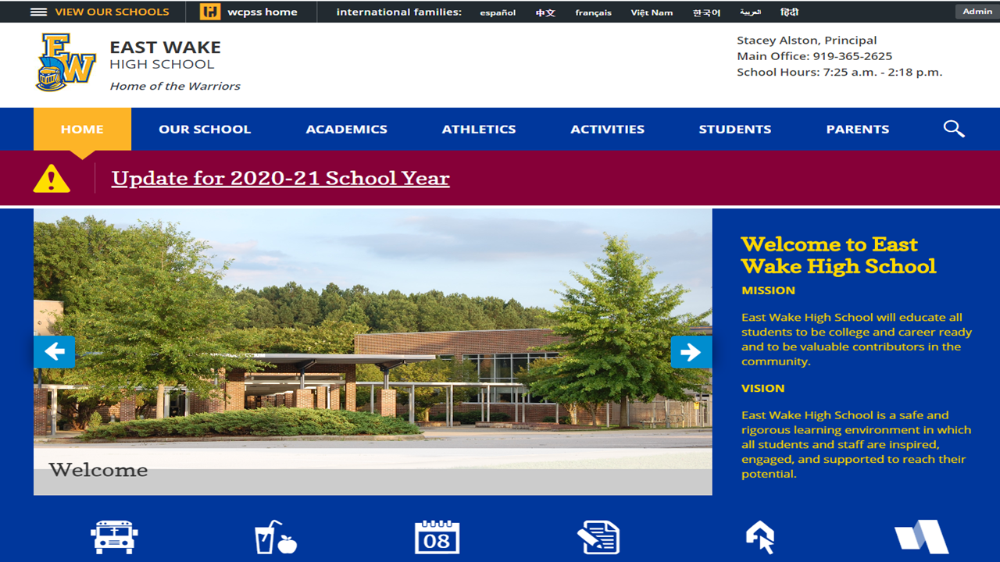 VIEW OUR SCHOOLS
wcpss home
international families:
español
中文
français
Việt Nam
한국어
العربية
हिंदी
Admin
EW
EAST WAKE
HIGH SCHOOL
Home of the Warriors
Stacey Alston, Principal
Main Office: 919-365-2625
School Hours: 7:25 a.m. - 2:18 p.m.
HOME
OUR SCHOOL
ACADEMICS
ATHLETICS
ACTIVITIES
STUDENTS
PARENTS
Update for 2020-21 School Year
Welcome to East
Wake High School
MISSION
East Wake High School will educate all
students to be college and career ready
and to be valuable contributors in the
community.
VISION
East Wake High School is a safe and
rigorous learning environment in which
all students and staff are inspired,
engaged, and supported to reach their
potential.
Welcome
08